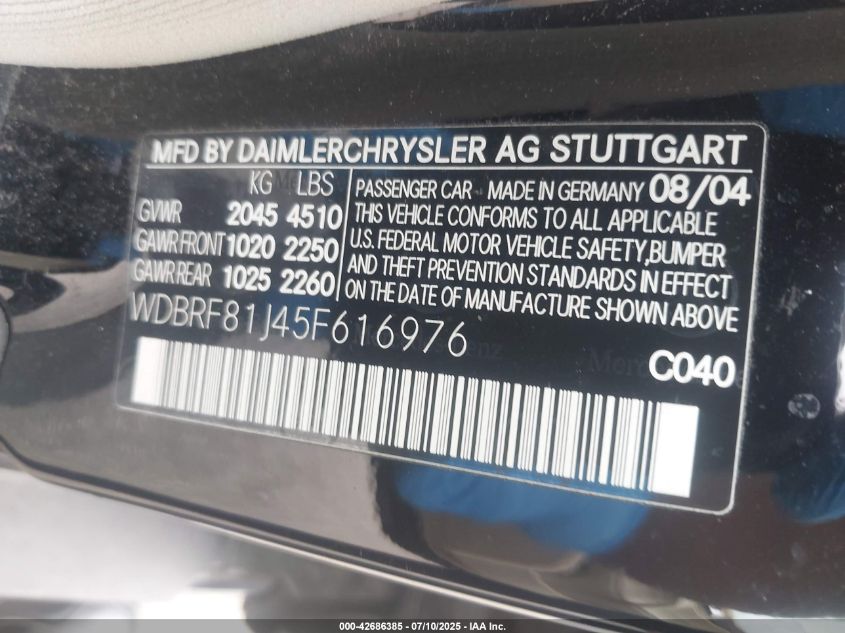 MFD BY DAIMLERCHRYSLER AG STUTTGART
KG LBS
GVWR 2045 4510
GAWR FRONT 1020 2250
GAWR REAR 1025 2260
PASSENGER CAR - MADE IN GERMANY 08/04
THIS VEHICLE CONFORMS TO ALL APPLICABLE
U.S. FEDERAL MOTOR VEHICLE SAFETY, BUMPER
AND THEFT PREVENTION STANDARDS IN EFFECT
ON THE DATE OF MANUFACTURE SHOWN ABOVE
WDBRF81J45F616976
C040
000-42686385 - 07/10/2025 - IAA Inc.